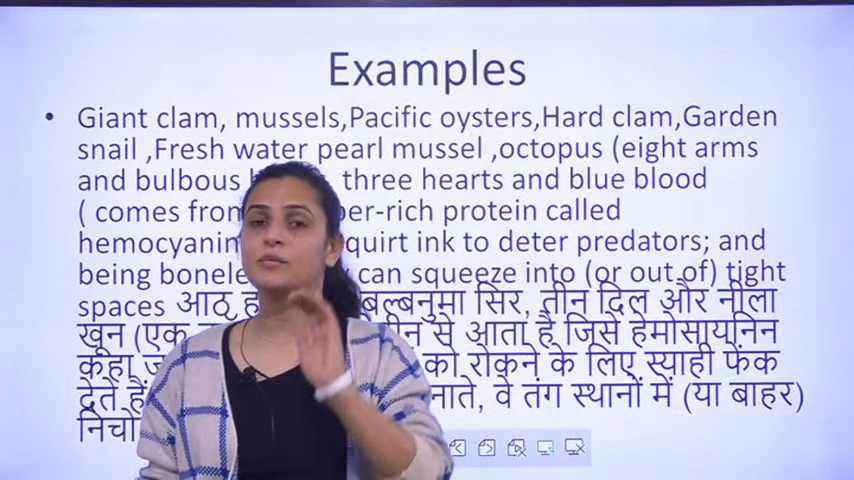 Examples
• Giant clam, mussels,Pacific oysters,Hard clam,Garden
snail ,Fresh water pearl mussel ,octopus (eight arms
and bulbous three hearts and blue blood
( comes from per-rich protein called
hemocyanin quirt ink to deter predators; and
being bonele can squeeze into (or out of) tight
spaces आठ बल्बनुमा सिर, तीन दिल और नीला
खून (एक से आता है जिसे हेमोसायनिन
कहा को रोकने के लिए स्याही फेंक
देते हैं नाते, वे तंग स्थानों में (या बाहर)
निचो